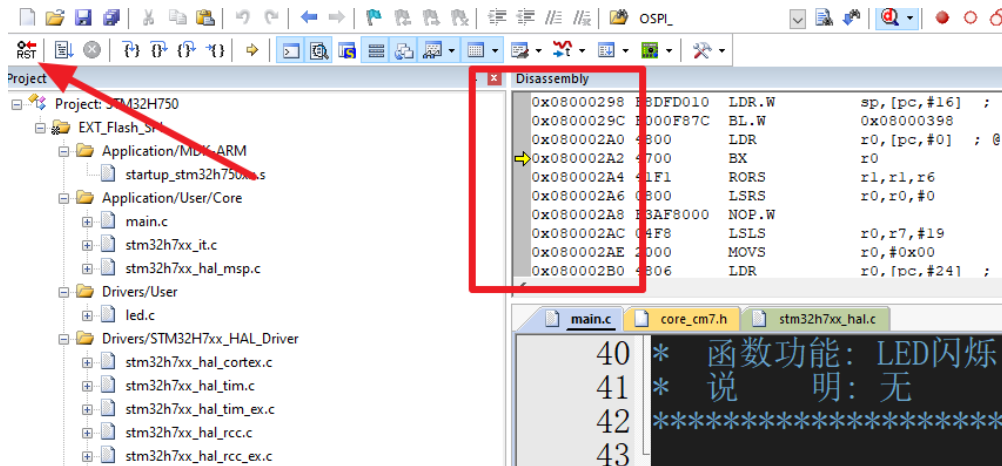 OSPI_
RST
Project
Disassembly
Project: STM32H750
EXT_Flash_SPI
Application/MDK-ARM
startup_stm32h750xx.s
Application/User/Core
main.c
stm32h7xx_it.c
stm32h7xx_hal_msp.c
Drivers/User
led.c
Drivers/STM32H7xx_HAL_Driver
stm32h7xx_hal_cortex.c
stm32h7xx_hal_tim.c
stm32h7xx_hal_tim_ex.c
stm32h7xx_hal_rcc.c
stm32h7xx_hal_rcc_ex.c
0x08000298 F8DFD010 LDR.W sp,[pc,#16] ;
0x0800029C F000F87C BL.W 0x08000398
0x080002A0 4800 LDR r0,[pc,#0] ; @
0x080002A2 4700 BX r0
0x080002A4 41F1 RORS r1,r1,r6
0x080002A6 0800 LSRS r0,r0,#0
0x080002A8 F3AF8000 NOP.W
0x080002AC 04F8 LSLS r0,r7,#19
0x080002AE 2000 MOVS r0,#0x00
0x080002B0 4806 LDR r0,[pc,#24] ;
main.c core_cm7.h stm32h7xx_hal.c
40 * 函数功能: LED闪烁
41 * 说 明: 无
42 *********************
43